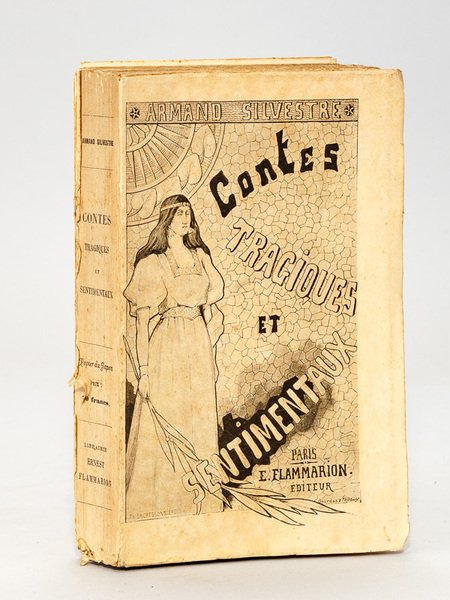 ARMAND SILVESTRE
CONTES
TRAGIQUES
ET
SENTIMENTAUX
Papier du Japon
PRIX :
francs.
LIBRAIRIE
ERNEST
FLAMMARION
ARMAND SILVESTRE
Contes
TRAGIQUES
ET
SENTIMENTAUX
PARIS
E. FLAMMARION.
EDITEUR